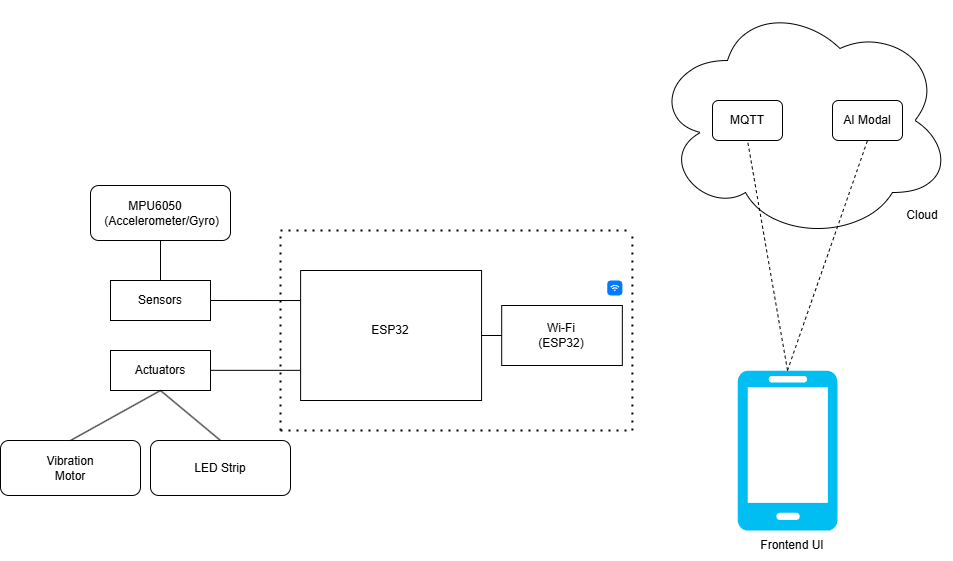 MQTT
AI Modal
Cloud
MPU6050
(Accelerometer/Gyro)
Sensors
ESP32
Wi-Fi
(ESP32)
Actuators
Vibration
Motor
LED Strip
Frontend UI